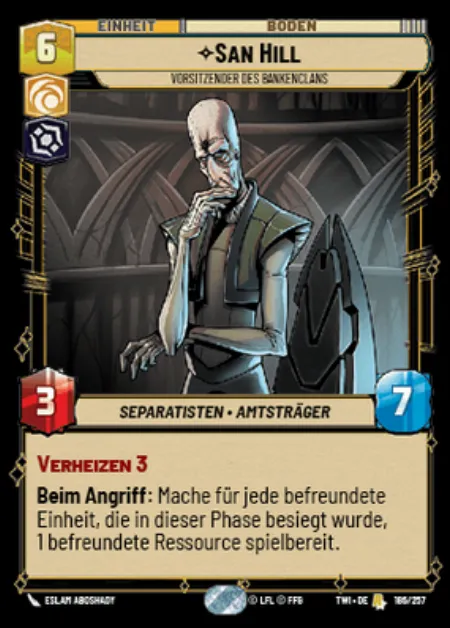 EINHEIT BODEN
6
SAN HILL
VORSITZENDER DES BANKENCLANS
3
SEPARATISTEN • AMTSTRÄGER
7
VERHEIZEN 3
Beim Angriff: Mache für jede befreundete
Einheit, die in dieser Phase besiegt wurde,
1 befreundete Ressource spielbereit.
ESLAM ABOSHADY © LFL © FFG TWI • DE 185/257